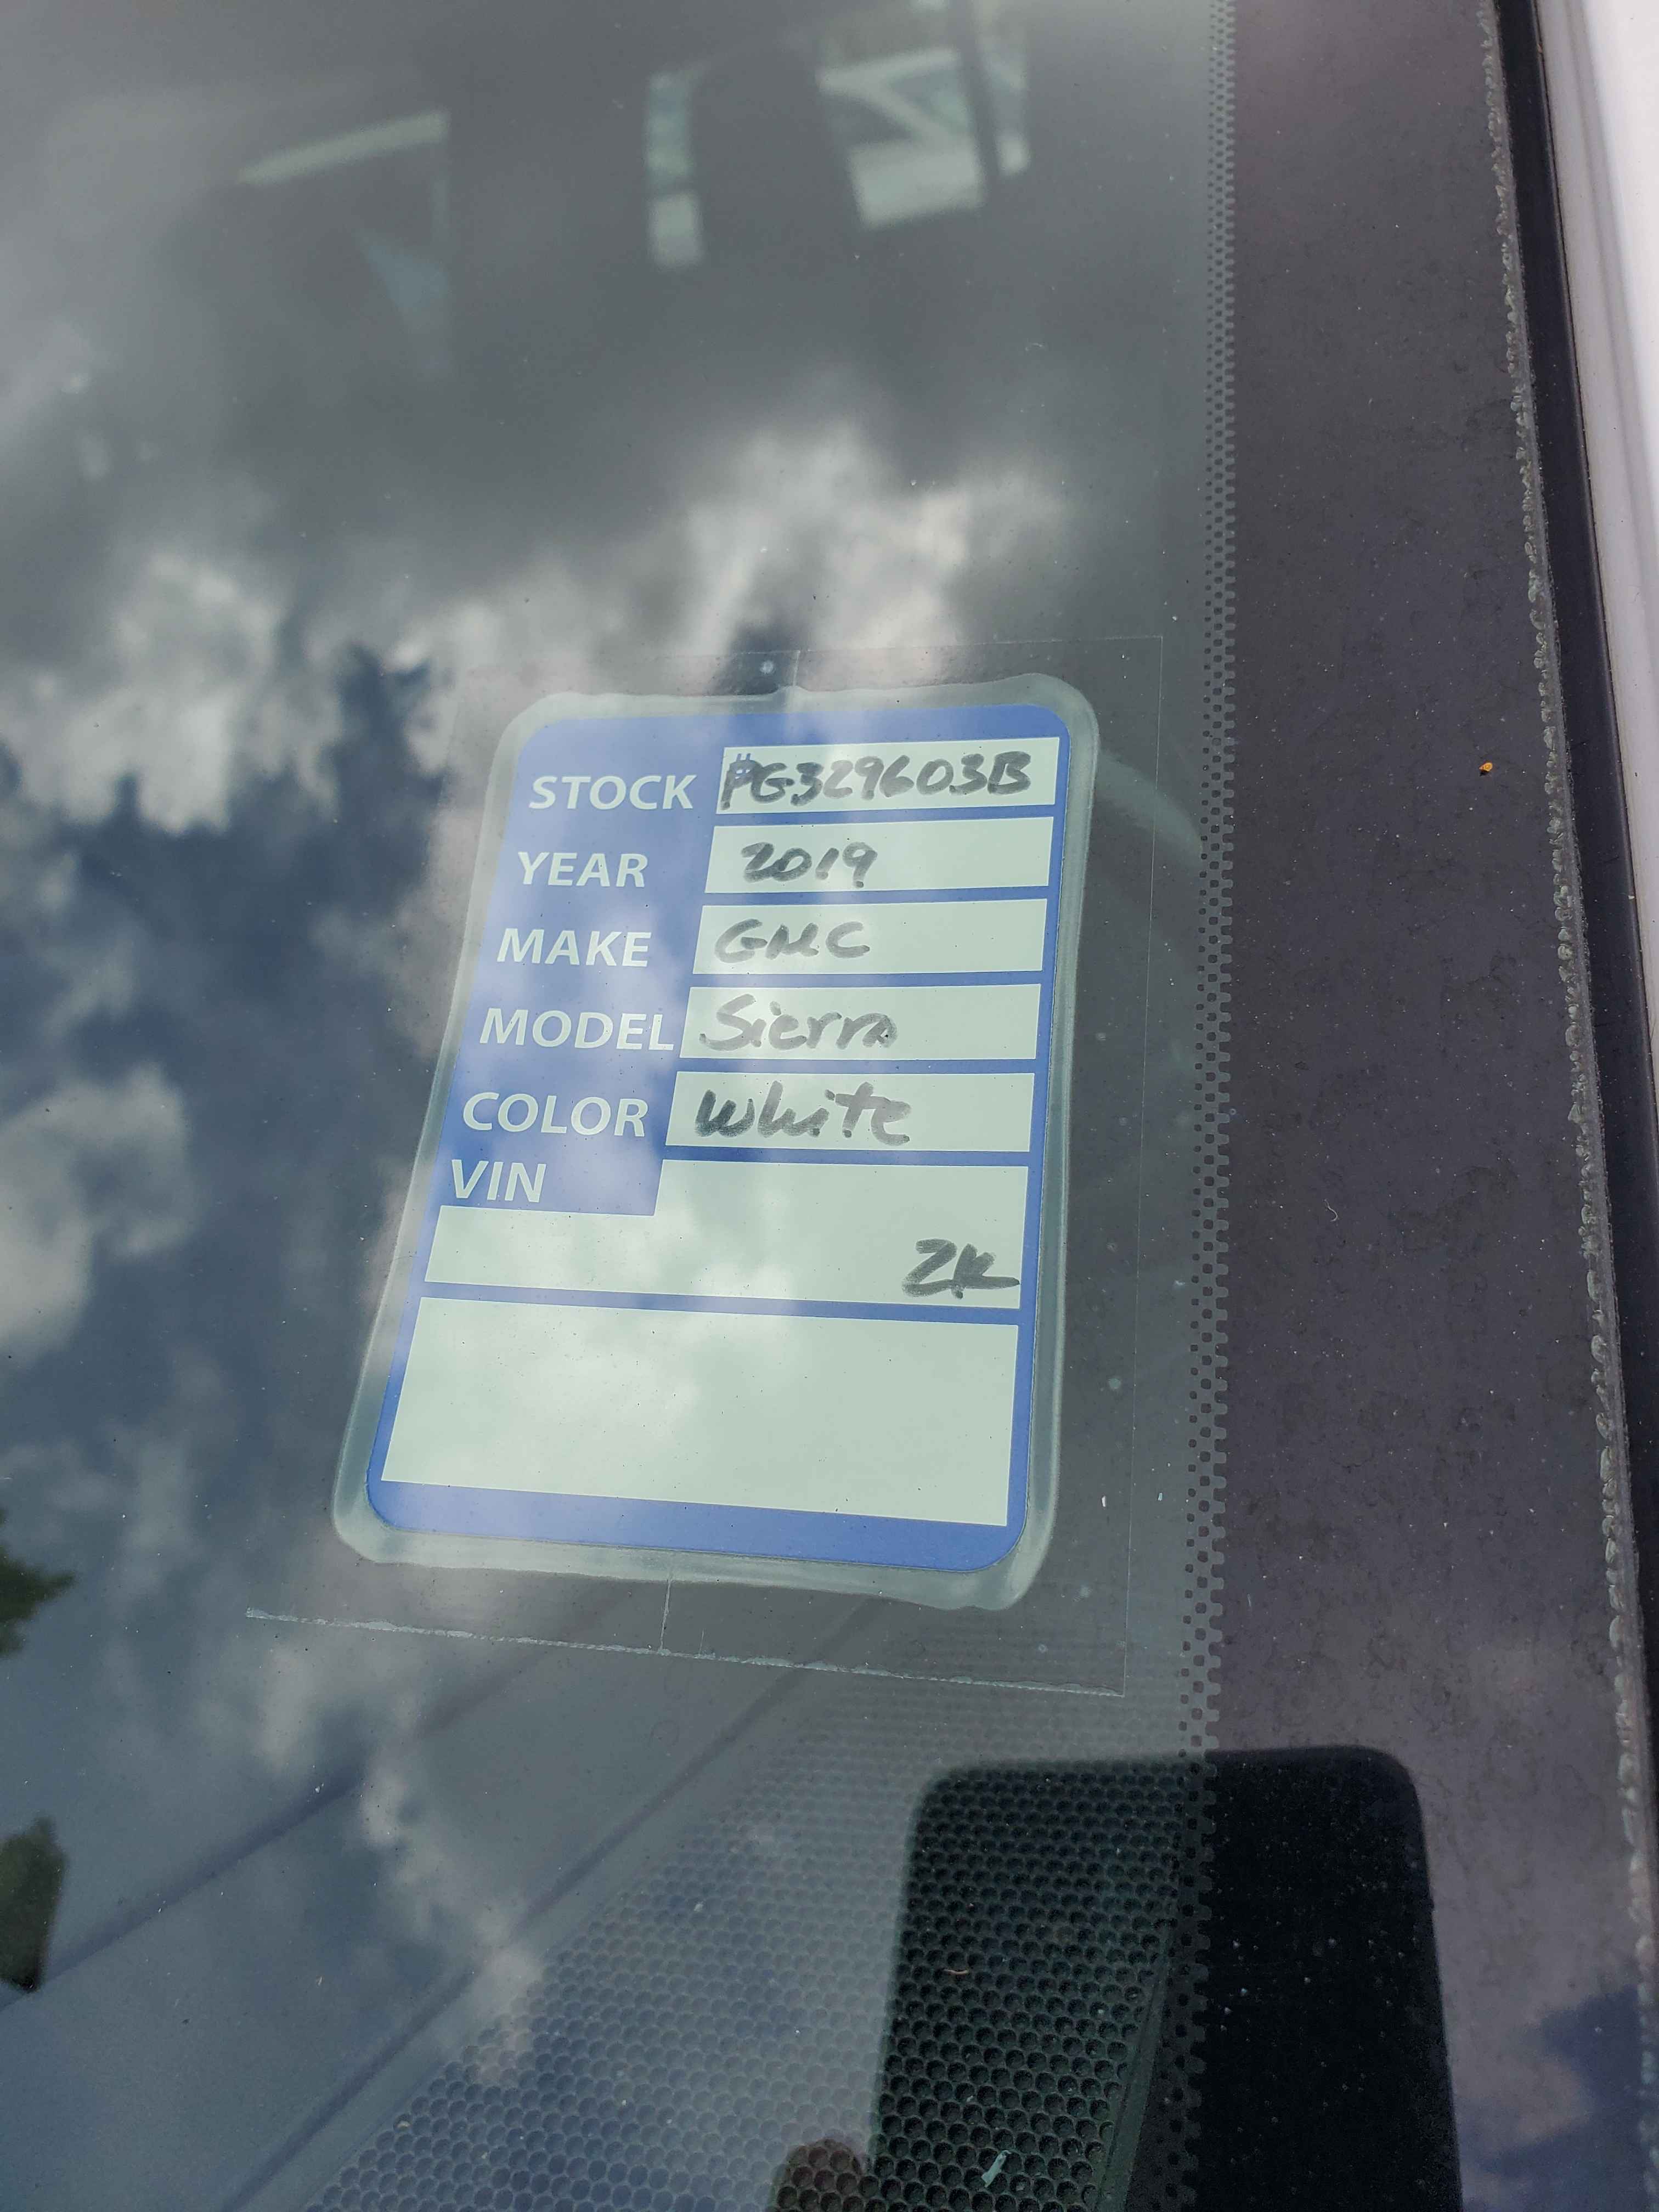 STOCK # PG329603B
YEAR 2019
MAKE GMC
MODEL Sierra
COLOR White
VIN
ZK